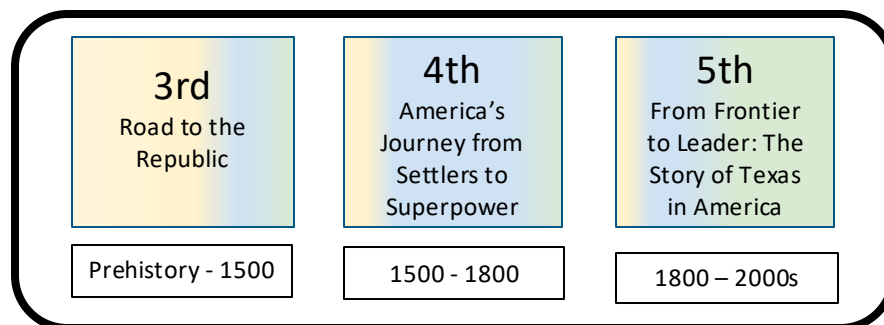 3rd
Road to the
Republic
Prehistory - 1500
4th
America’s
Journey from
Settlers to
Superpower
1500 - 1800
5th
From Frontier
to Leader: The
Story of Texas
in America
1800 – 2000s